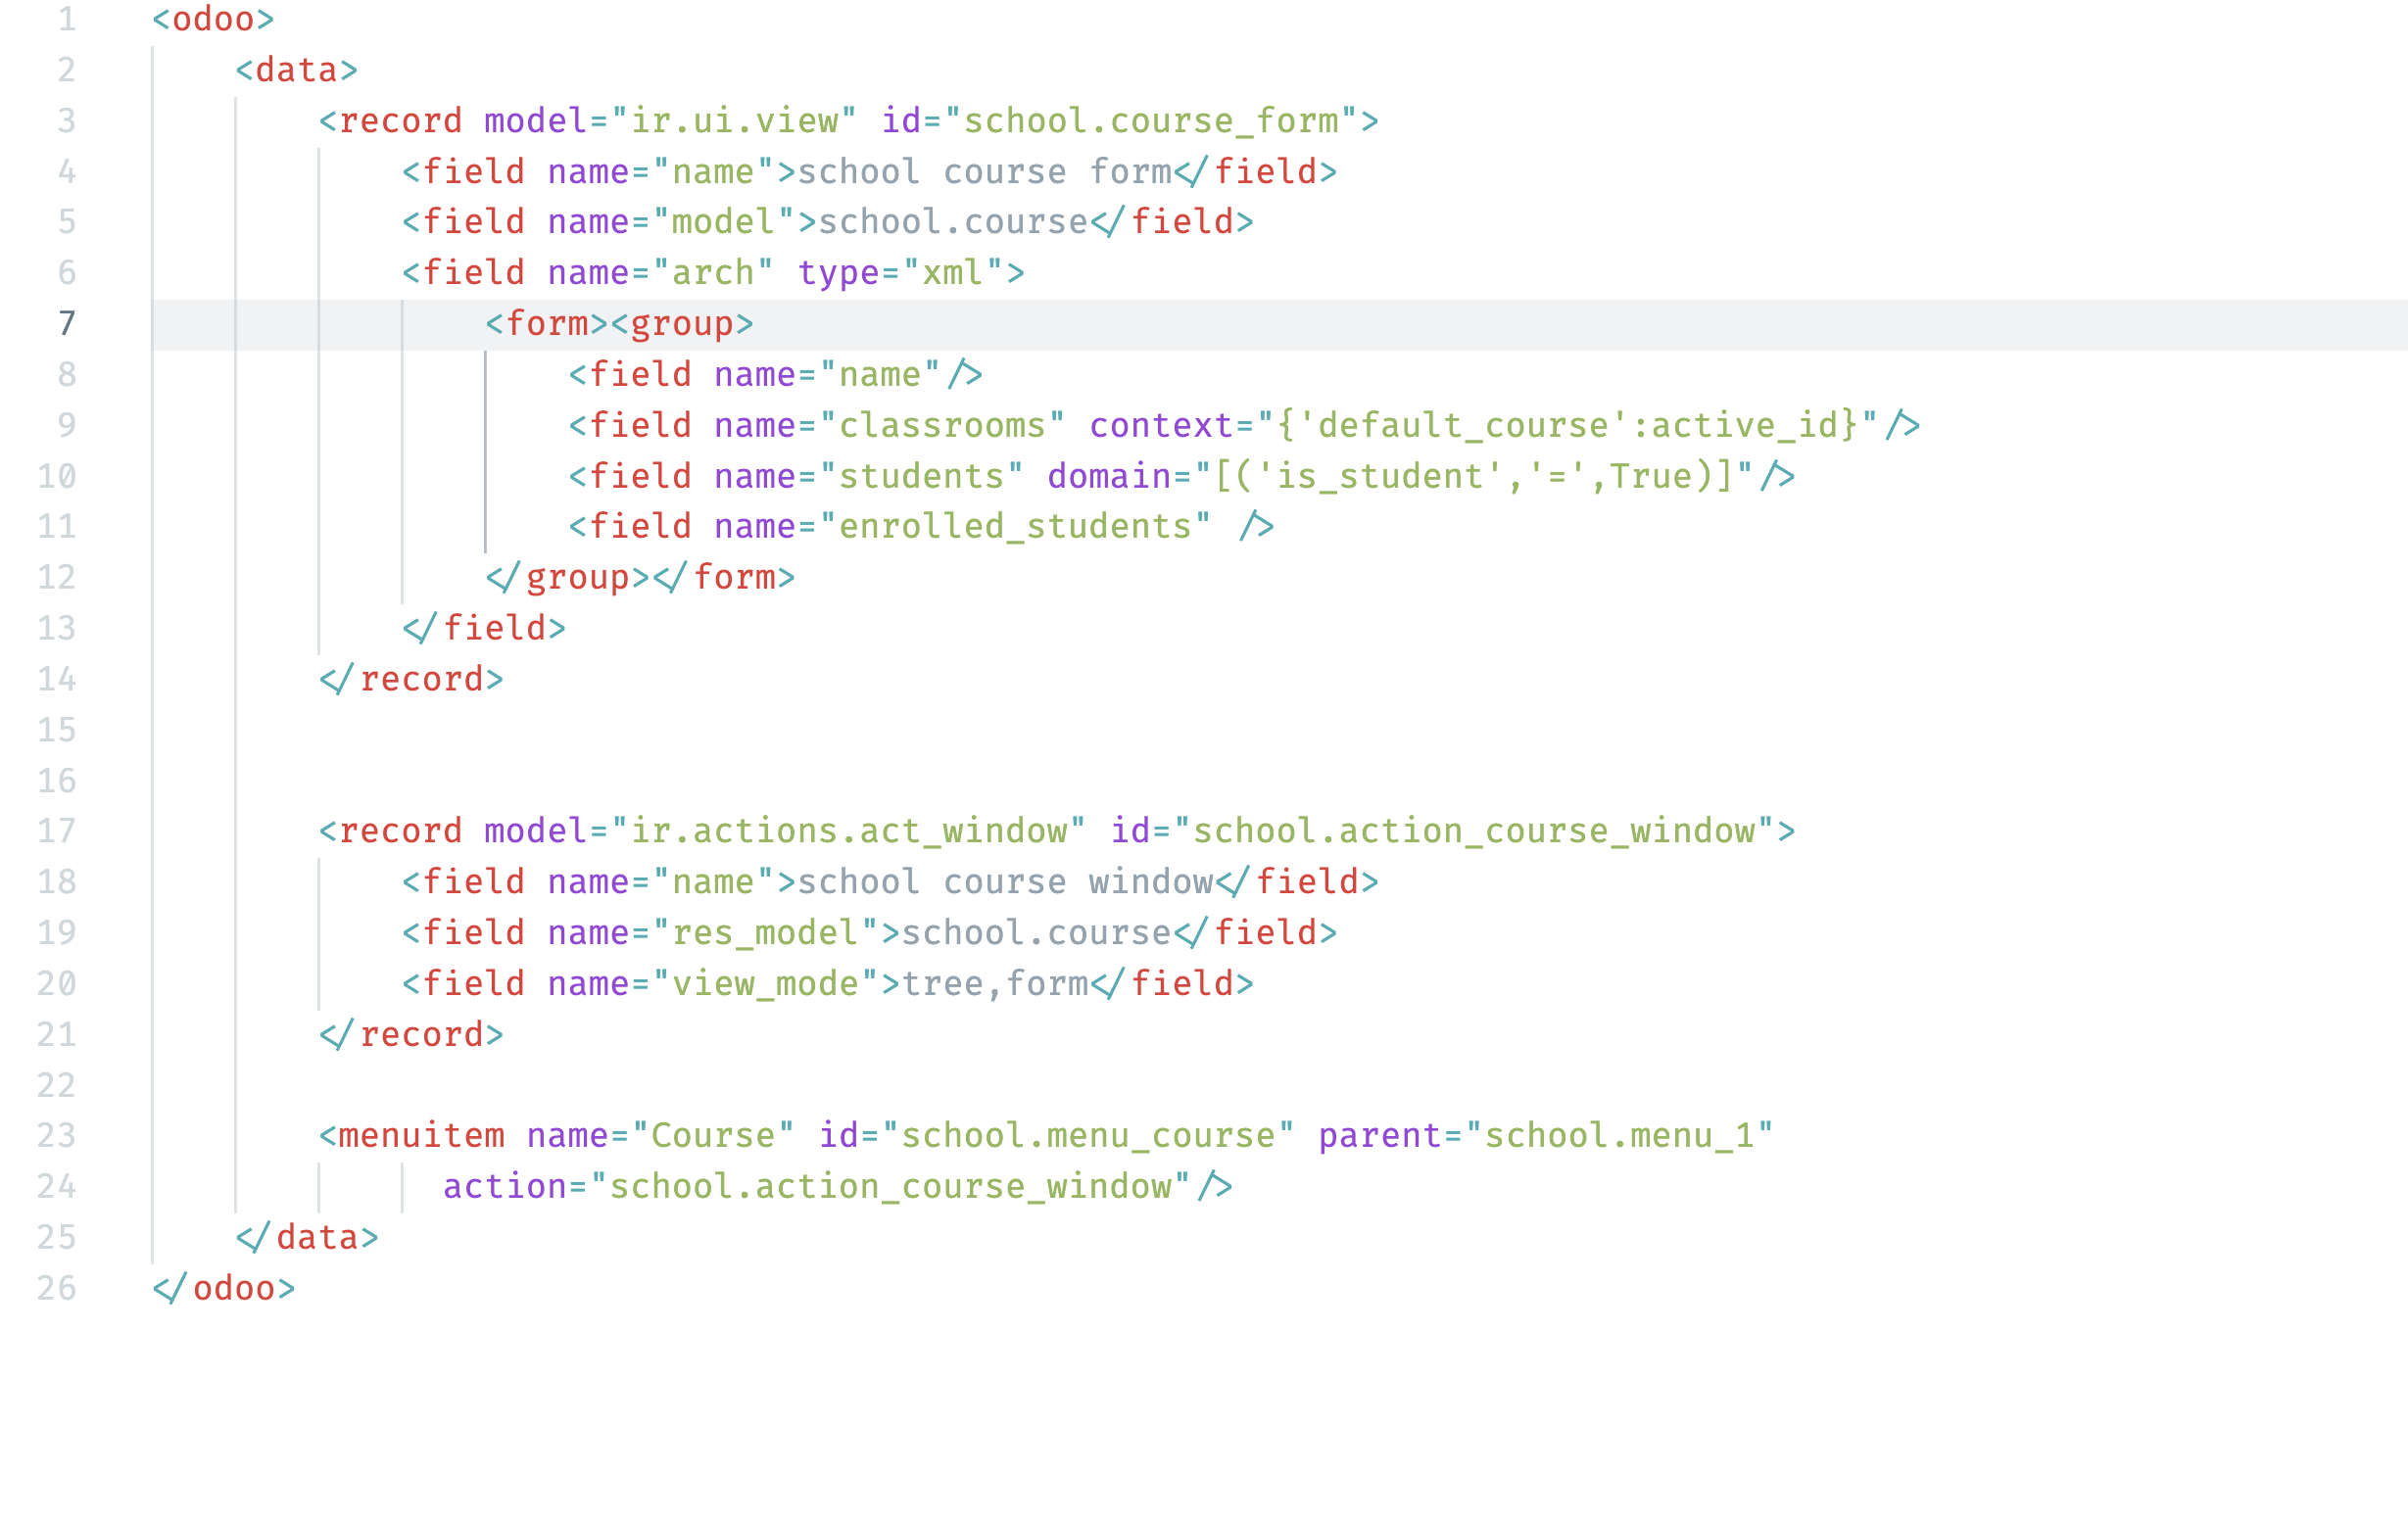 1 <odoo>
2     <data>
3         <record model="ir.ui.view" id="school.course_form">
4             <field name="name">school course form</field>
5             <field name="model">school.course</field>
6             <field name="arch" type="xml">
7                 <form><group>
8                     <field name="name"/>
9                     <field name="classrooms" context="{'default_course':active_id}"/>
10                     <field name="students" domain="[('is_student','=',True)]"/>
11                     <field name="enrolled_students" />
12                 </group></form>
13             </field>
14         </record>
15
16
17         <record model="ir.actions.act_window" id="school.action_course_window">
18             <field name="name">school course window</field>
19             <field name="res_model">school.course</field>
20             <field name="view_mode">tree,form</field>
21         </record>
22
23         <menuitem name="Course" id="school.menu_course" parent="school.menu_1"
24               action="school.action_course_window"/>
25     </data>
26 </odoo>